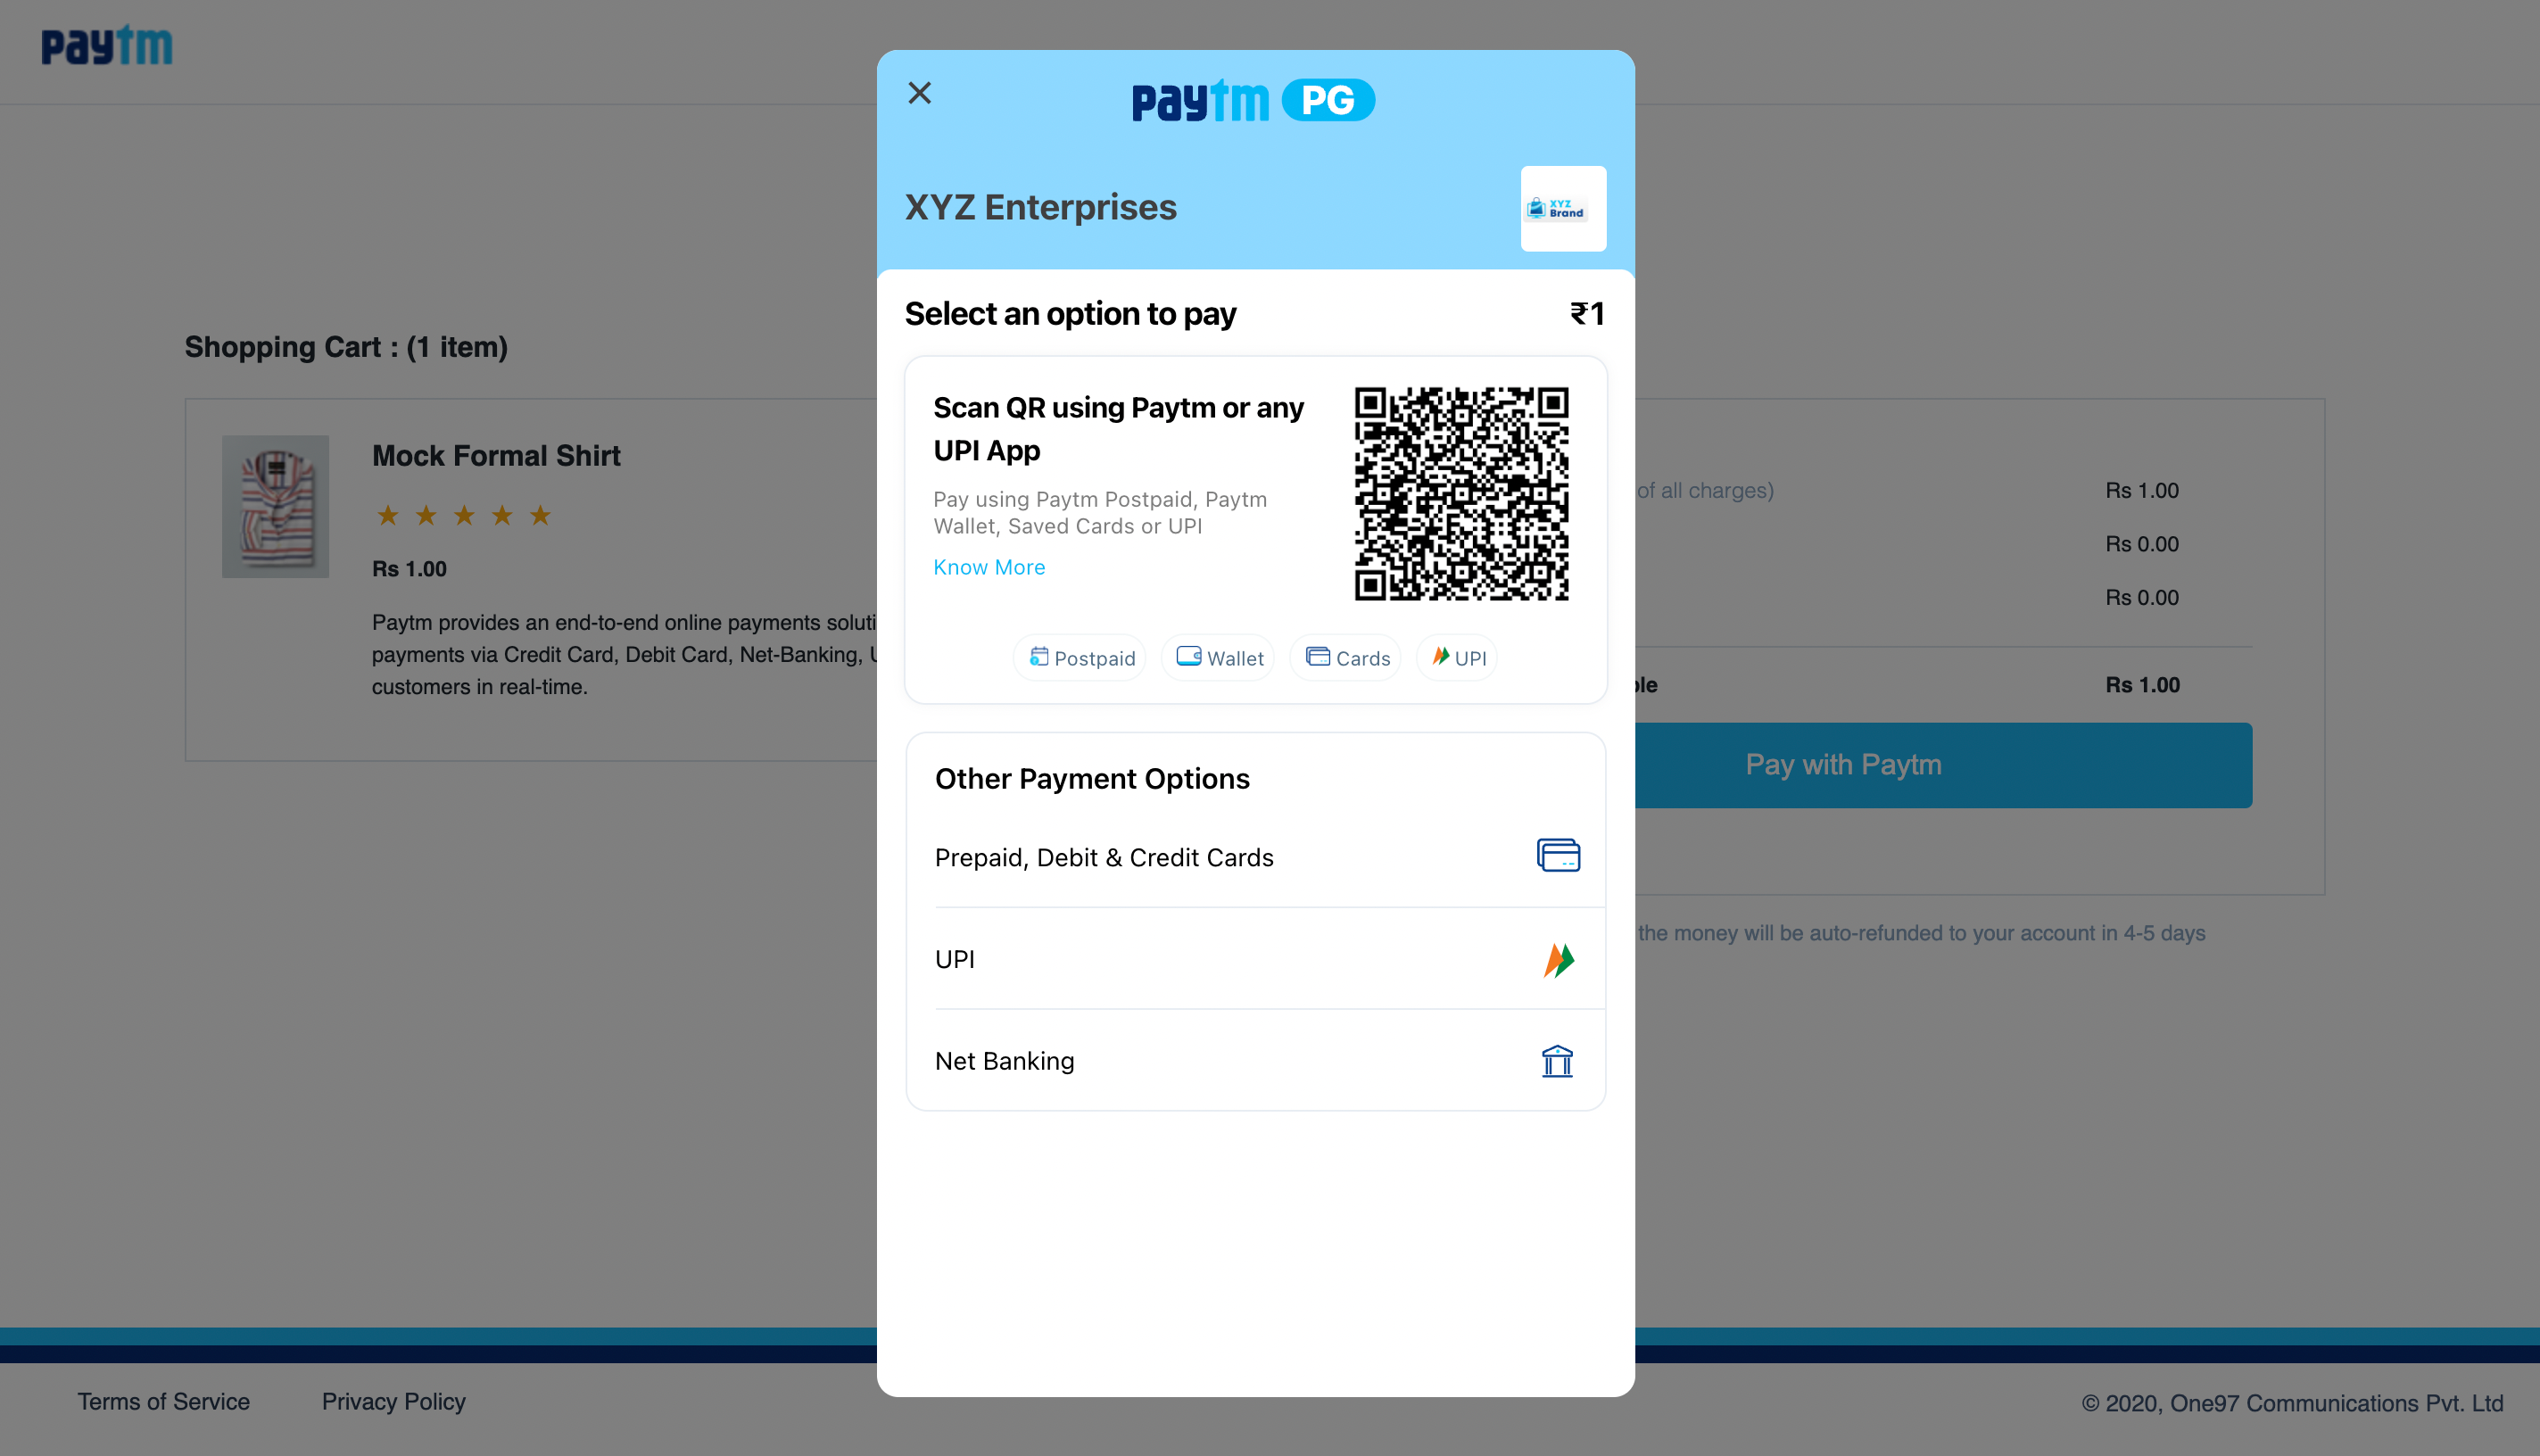 paytm
paytm PG
XYZ Enterprises
XYZ
Brand
Select an option to pay ₹1
Scan QR using Paytm or any
UPI App
Pay using Paytm Postpaid, Paytm
Wallet, Saved Cards or UPI
Know More
Postpaid Wallet Cards UPI
Other Payment Options
Prepaid, Debit & Credit Cards
UPI
Net Banking
Shopping Cart : (1 item)
Mock Formal Shirt
Rs 1.00
Paytm provides an end-to-end online payments soluti
payments via Credit Card, Debit Card, Net-Banking, U
customers in real-time.
of all charges) Rs 1.00
Rs 0.00
Rs 0.00
ble Rs 1.00
Pay with Paytm
the money will be auto-refunded to your account in 4-5 days
Terms of Service Privacy Policy © 2020, One97 Communications Pvt. Ltd